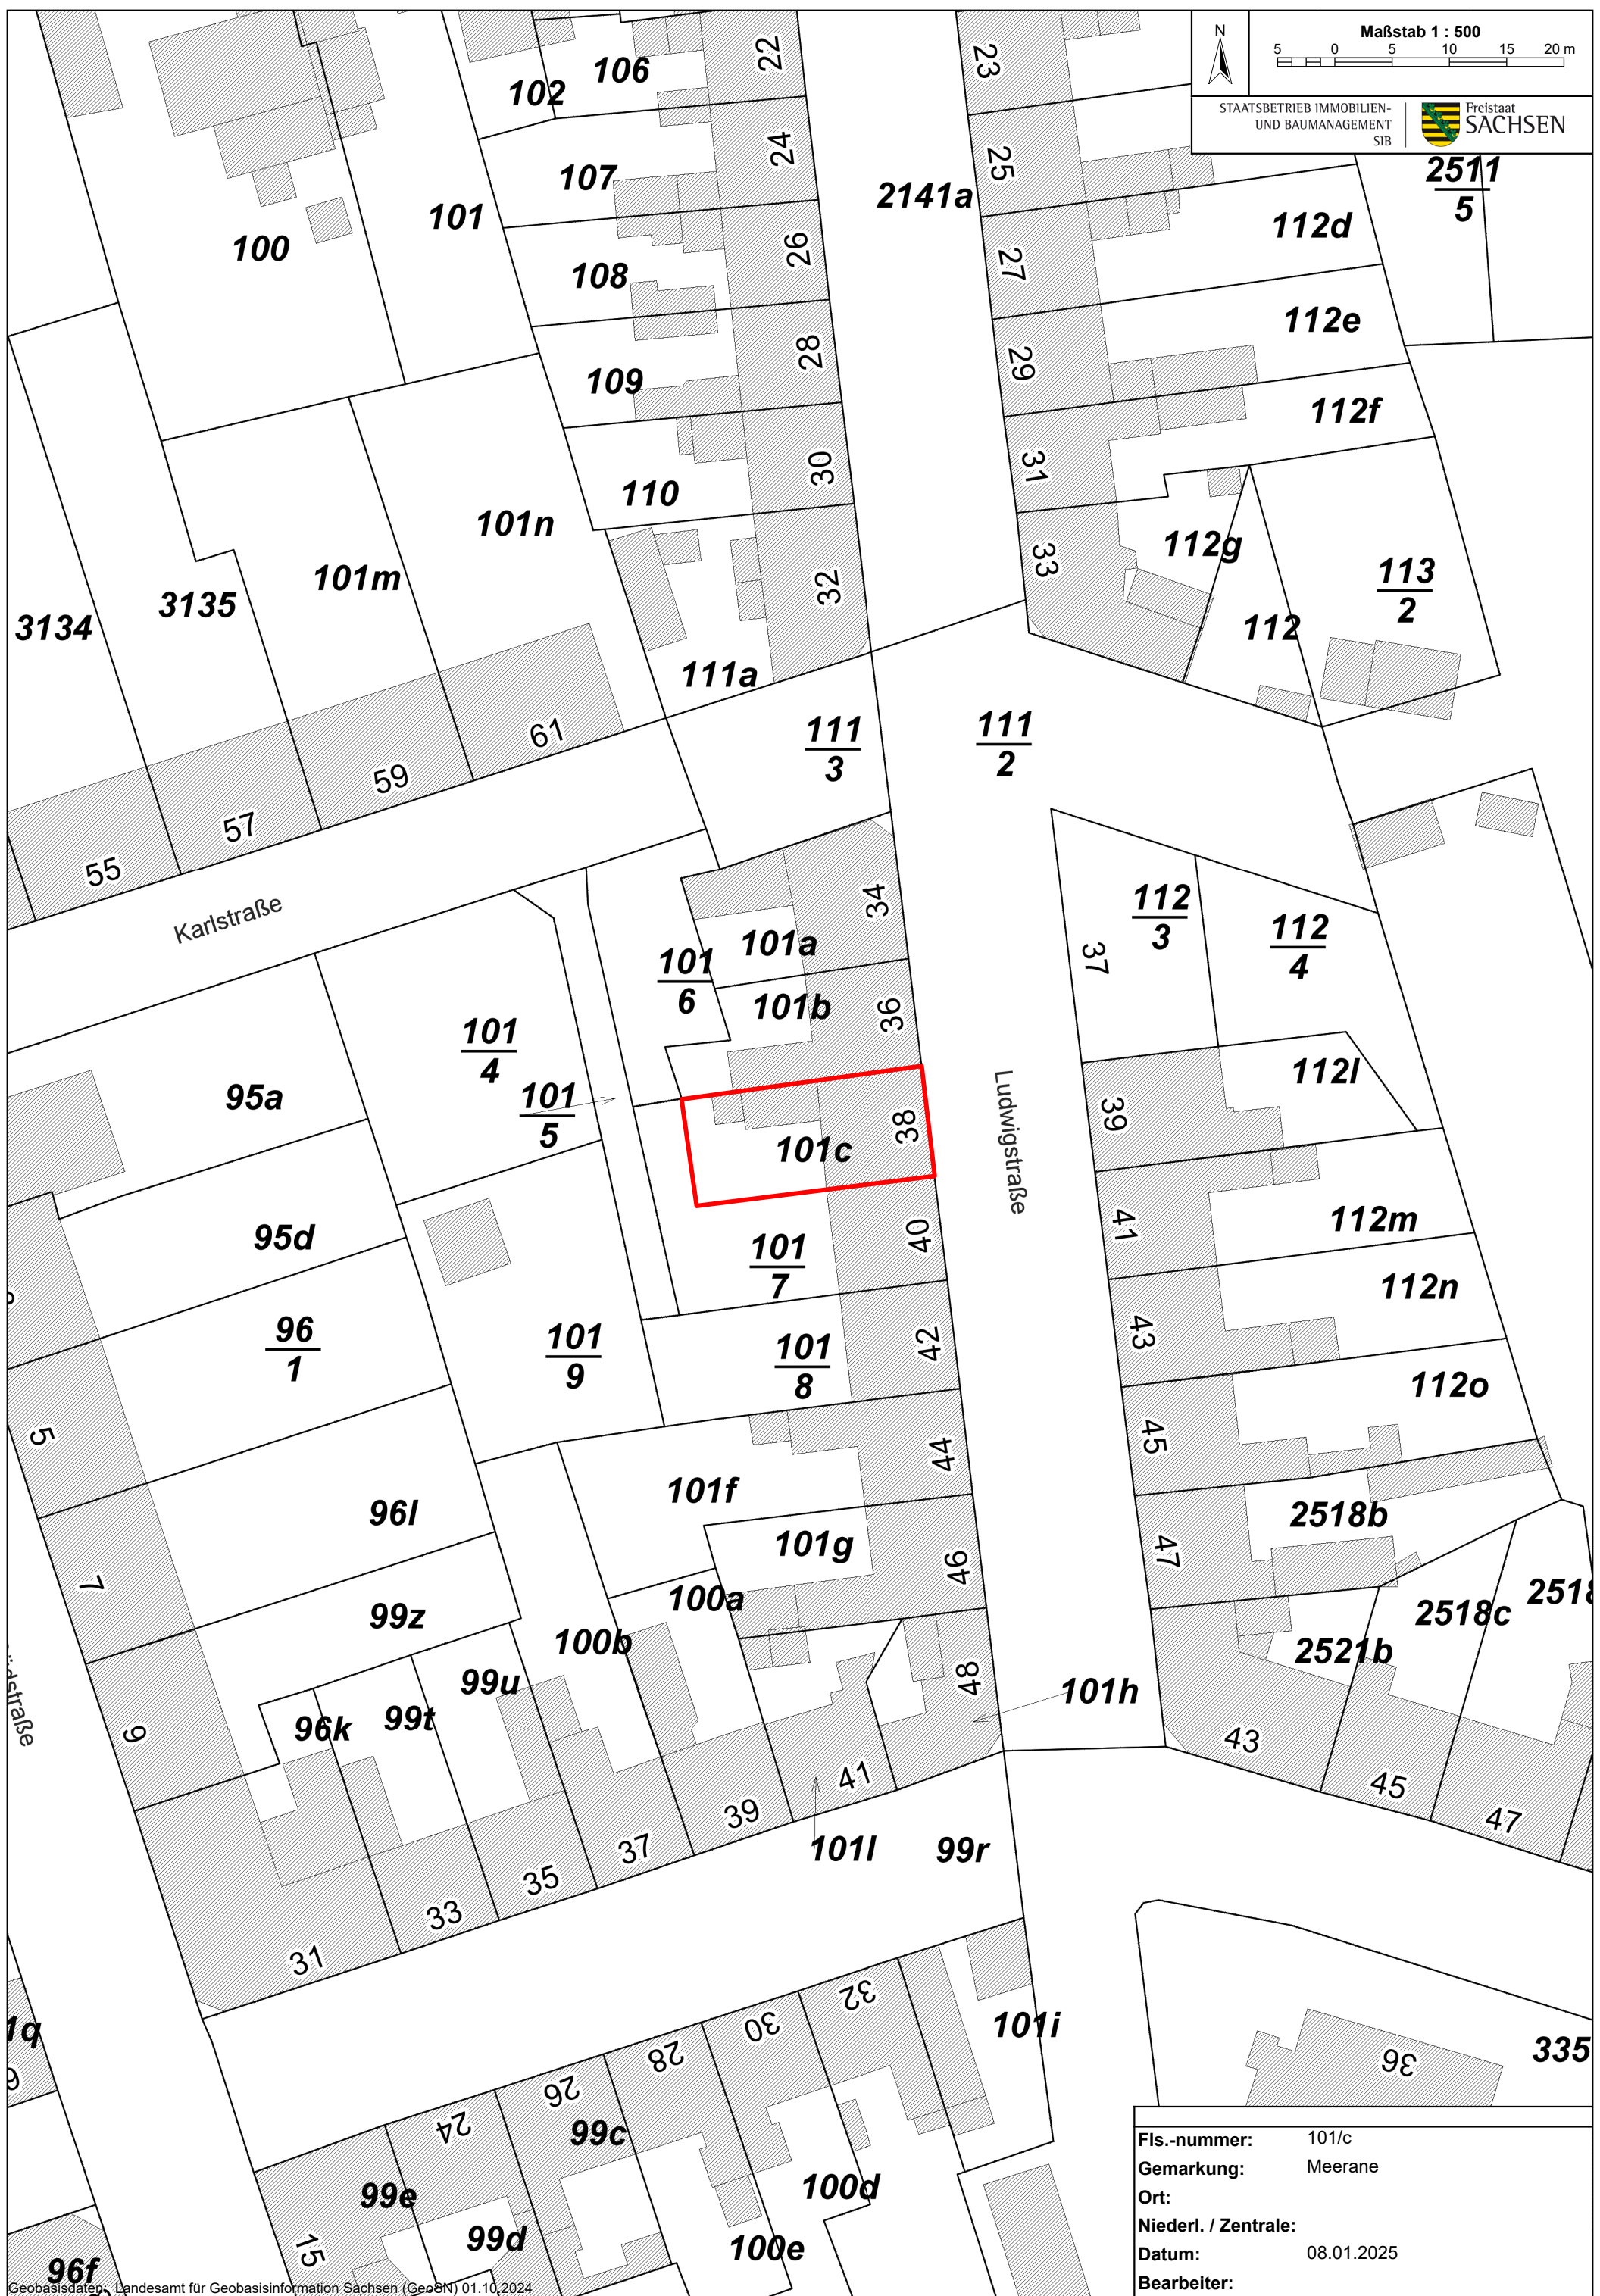 N
Maßstab 1 : 500
5 0 5 10 15 20 m
STAATSBETRIEB IMMOBILIEN-
UND BAUMANAGEMENT
SIB
Freistaat
SACHSEN
22
23
106
102
24
25
107
2141a
2511
5
101
100
26
27
112d
108
28
29
112e
109
112f
30
31
110
101n
32
33
112g
113
2
101m
3135
3134
112
111a
61
111
3
111
2
59
57
55
Karlstraße
34
37
112
3
112
4
101a
101
6
101b
36
101
4
101
5
95a
112l
39
38
101c
Ludwigstraße
41
112m
95d
40
101
7
112n
96
1
101
9
101
8
42
43
112o
5
44
45
101f
96l
2518b
101g
46
47
7
100a
2518c
99z
100b
2521b
99u
48
101h
96k
99t
9
43
41
45
39
47
37
101l
99r
35
33
31
32
30
101i
28
36
335
26
24
99c
99e
100d
99d
15
100e
96f
Fls.-nummer: 101/c
Gemarkung: Meerane
Ort:
Niederl. / Zentrale:
Datum: 08.01.2025
Bearbeiter:
Geobasisdaten: Landesamt für Geobasisinformation Sachsen (GeoSN) 01.10.2024